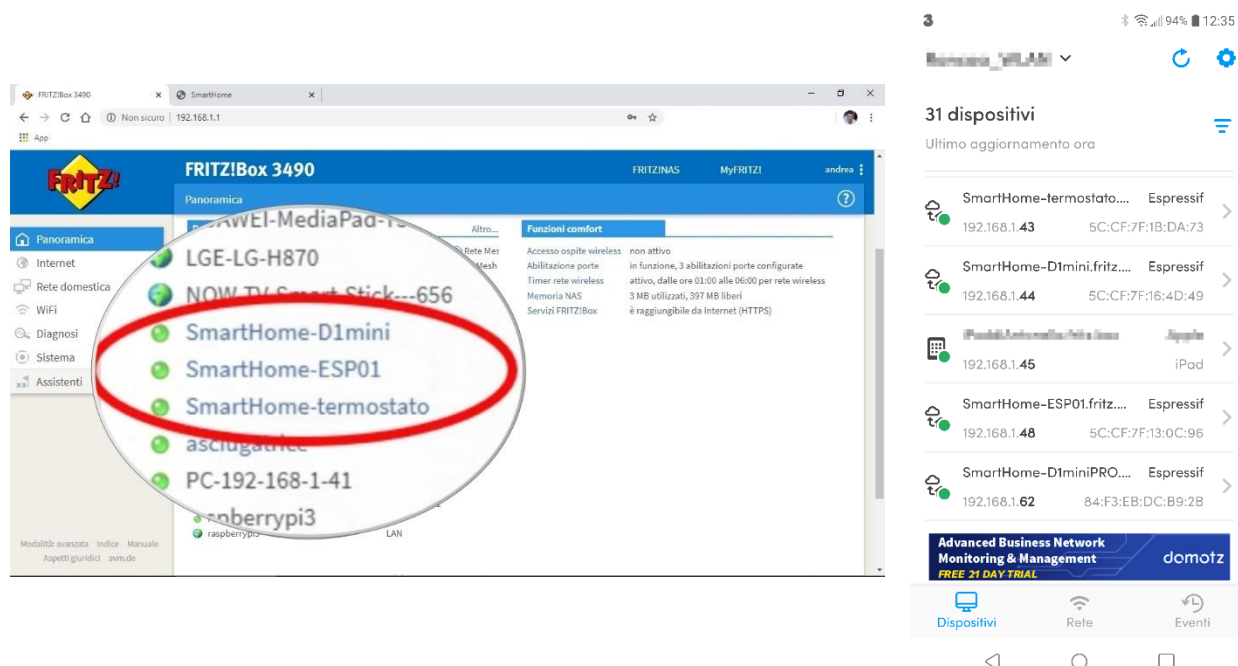 FRITZ!Box 3490
SmartHome
Non sicuro
192.168.1.1
App
FRITZ!
FRITZ!Box 3490
FRITZ!NAS
MyFRITZ!
andrea
Panoramica
Panoramica
Internet
Rete domestica
WiFi
Diagnosi
Sistema
Assistenti
Modalità: avanzata Indice Manuale
Aspetti giuridici avm.de
Altro...
Rete
Mesh
LGE-LG-H870
NOW TV Smart Stick---656
SmartHome-D1mini
SmartHome-ESP01
SmartHome-termostato
asciugatrice
PC-192-168-1-41
raspberrypi3
LAN
Funzioni comfort
Accesso ospite wireless non attivo
Abilitazione porte in funzione, 3 abilitazioni porte configurate
Timer rete wireless attivo, dalle ore 01:00 alle 06:00 per rete wireless
Memoria NAS 3 MB utilizzati, 397 MB liberi
Servizi FRITZ!Box è raggiungibile da Internet (HTTPS)
3 94% 12:35
31 dispositivi
Ultimo aggiornamento ora
SmartHome-termostato.... Espressif
192.168.1.43 5C:CF:7F:1B:DA:73
SmartHome-D1mini.fritz.... Espressif
192.168.1.44 5C:CF:7F:16:4D:49
192.168.1.45 iPad
SmartHome-ESP01.fritz.... Espressif
192.168.1.48 5C:CF:7F:13:0C:96
SmartHome-D1miniPRO.... Espressif
192.168.1.62 84:F3:EB:DC:B9:2B
Advanced Business Network
Monitoring & Management
FREE 21 DAY TRIAL
domotz
Dispositivi
Rete
Eventi